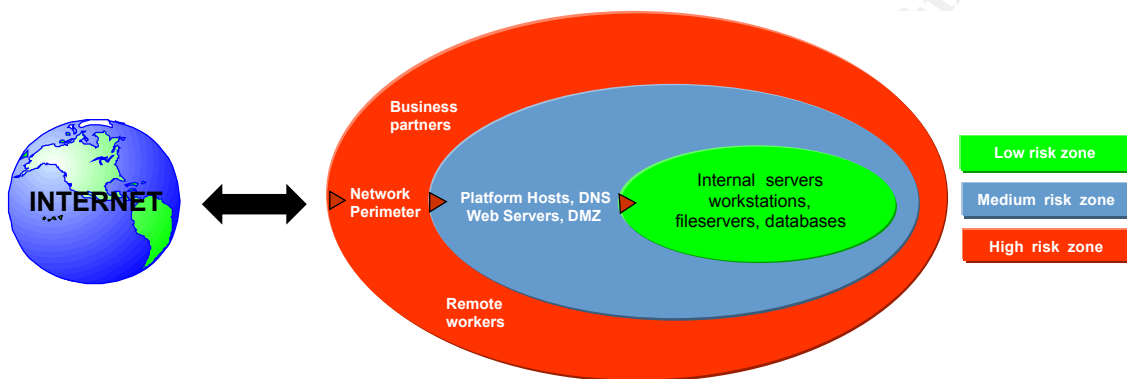 INTERNET
Business
partners
Network
Perimeter
Remote
workers
Platform Hosts, DNS
Web Servers, DMZ
Internal servers
workstations,
fileservers, databases
Low risk zone
Medium risk zone
High risk zone